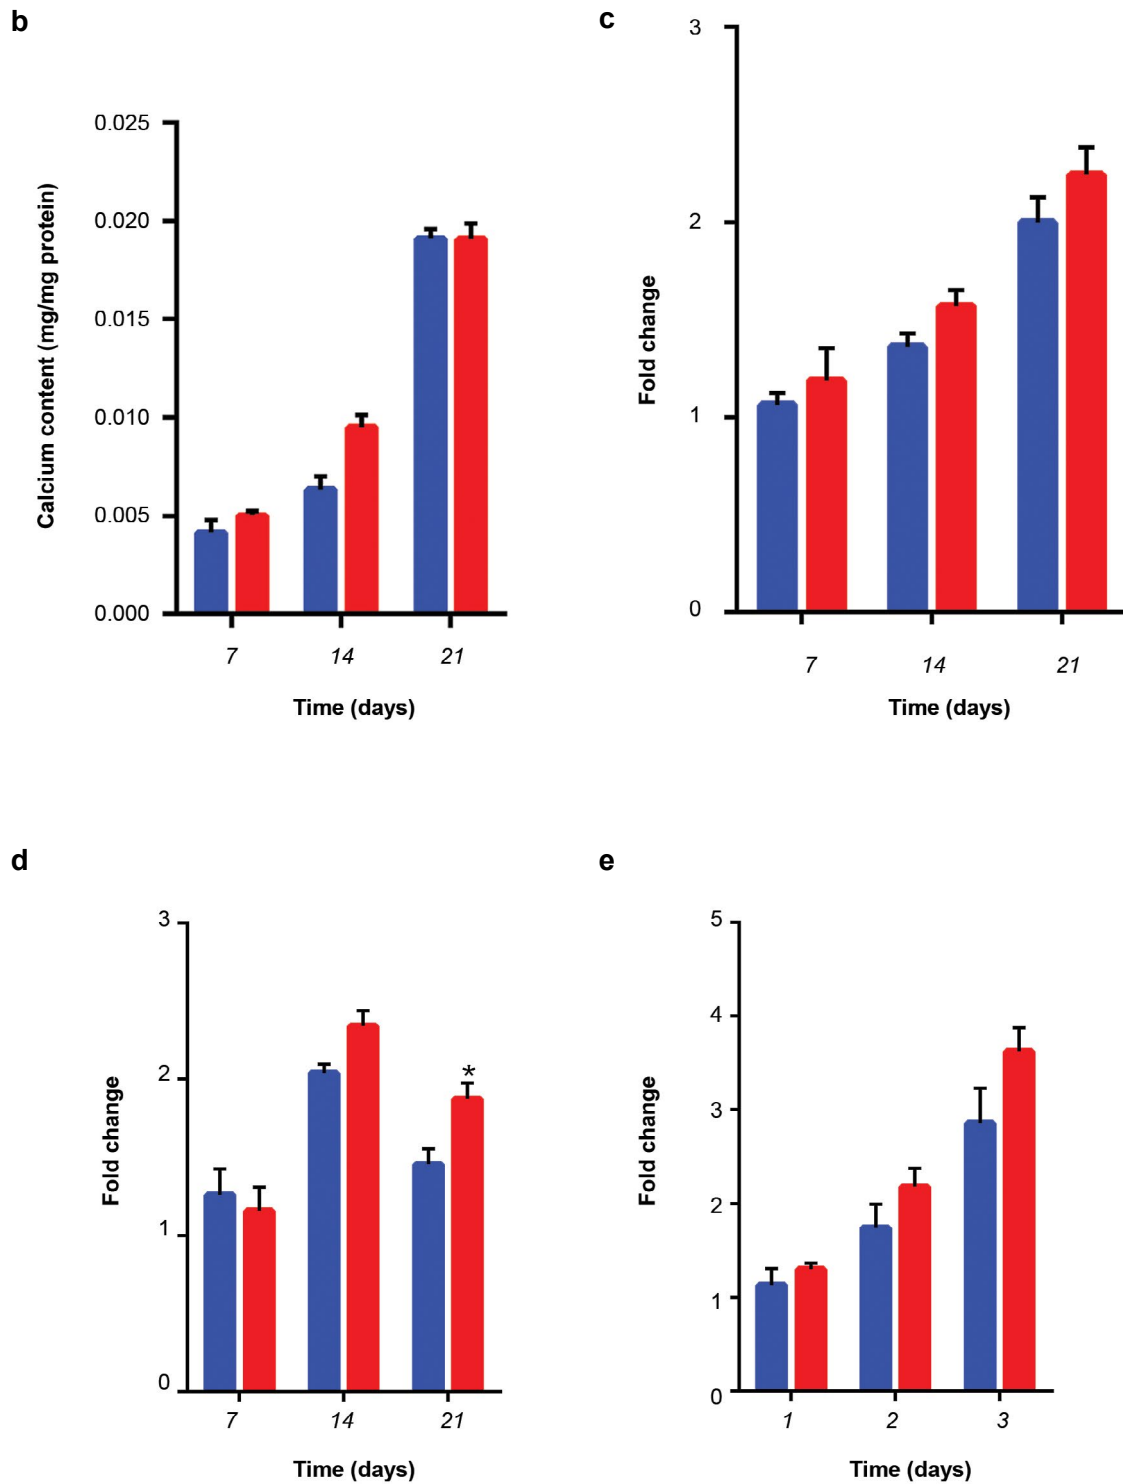 b
0.025
0.020
0.015
0.010
0.005
0.000
Calcium content (mg/mg protein)
7 14 21
Time (days)
c
3
2
1
0
Fold change
7 14 21
Time (days)
d
3
2
1
0
Fold change
*
7 14 21
Time (days)
e
5
4
3
2
1
0
Fold change
1 2 3
Time (days)